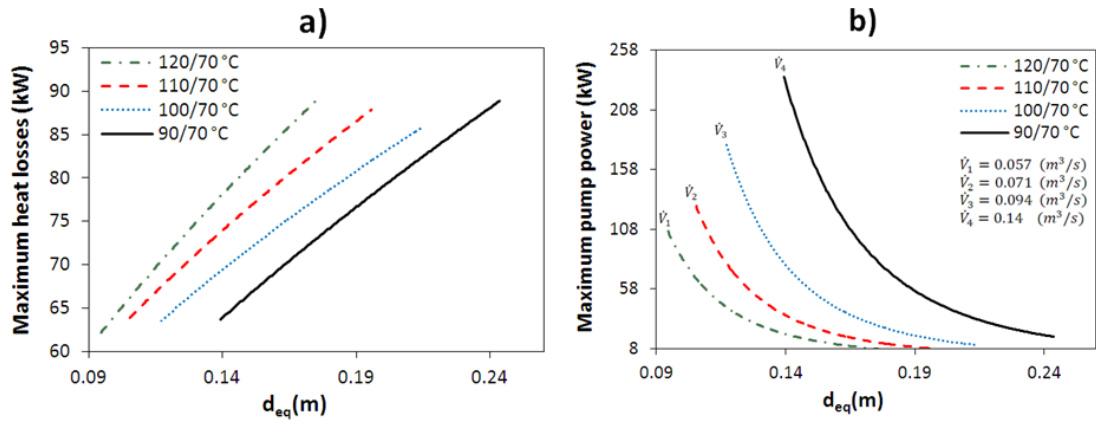 a)
Maximum heat losses (kW)
95
90
85
80
75
70
65
60
120/70 °C
110/70 °C
100/70 °C
90/70 °C
0.09
0.14
0.19
0.24
d_eq(m)
b)
Maximum pump power (kW)
258
208
158
108
58
8
V̇₄
V̇₃
V̇₂
V̇₁
120/70 °C
110/70 °C
100/70 °C
90/70 °C
V̇₁ = 0.057 (m³/s)
V̇₂ = 0.071 (m³/s)
V̇₃ = 0.094 (m³/s)
V̇₄ = 0.14 (m³/s)
0.09
0.14
0.19
0.24
d_eq(m)